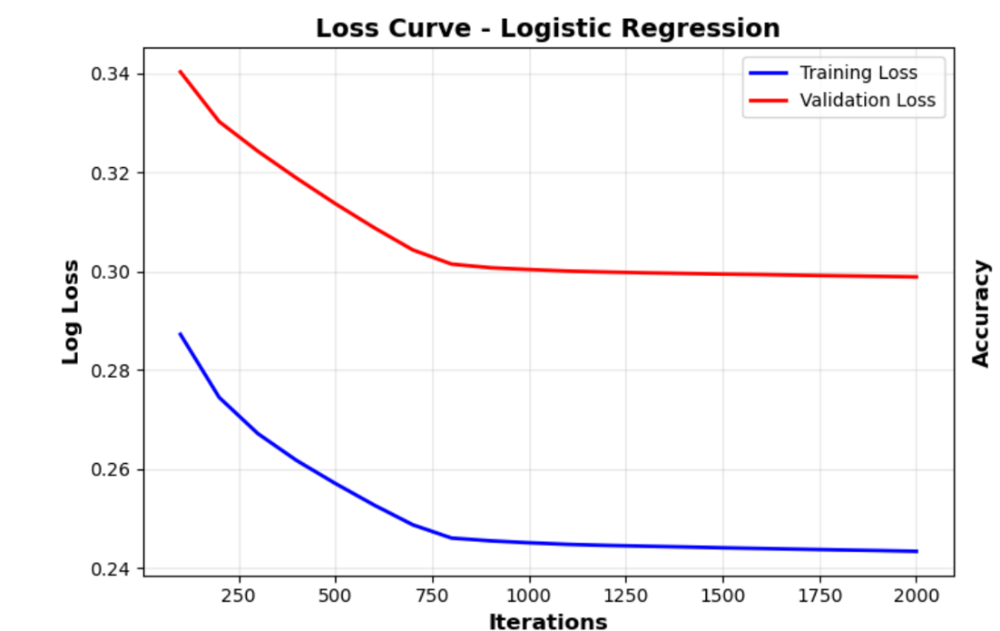 Loss Curve - Logistic Regression
Training Loss
Validation Loss
0.34
0.32
0.30
0.28
0.26
0.24
Log Loss
Accuracy
250 500 750 1000 1250 1500 1750 2000
Iterations